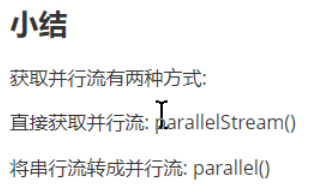 小结
获取并行流有两种方式:
直接获取并行流: parallelStream()
将串行流转成并行流: parallel()